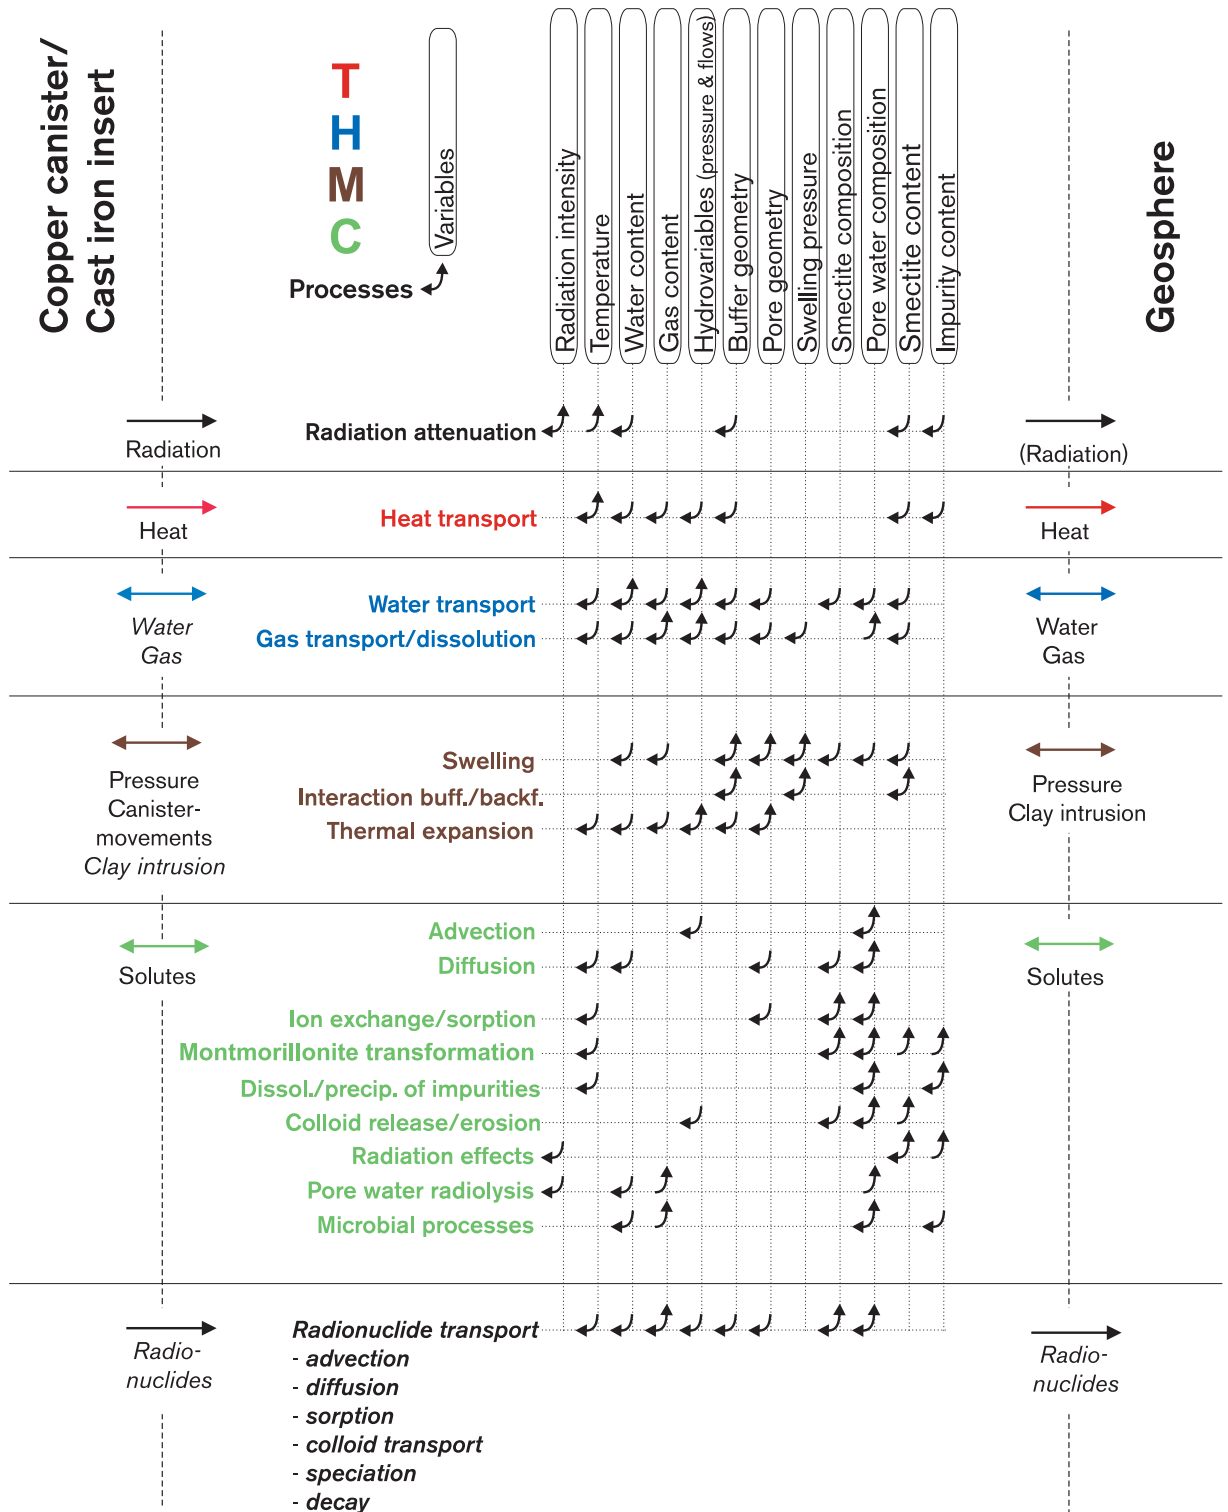 Copper canister/
Cast iron insert
T
H
M
C
Variables
Processes
Radiation intensity
Temperature
Water content
Gas content
Hydrovariables (pressure & flows)
Buffer geometry
Pore geometry
Swelling pressure
Smectite composition
Pore water composition
Smectite content
Impurity content
Geosphere
Radiation
Radiation attenuation
(Radiation)
Heat
Heat transport
Heat
Water
Gas
Water transport
Gas transport/dissolution
Water
Gas
Pressure
Canister-
movements
Clay intrusion
Swelling
Interaction buff./backf.
Thermal expansion
Pressure
Clay intrusion
Solutes
Advection
Diffusion
Ion exchange/sorption
Montmorillonite transformation
Dissol./precip. of impurities
Colloid release/erosion
Radiation effects
Pore water radiolysis
Microbial processes
Solutes
Radio-
nuclides
Radionuclide transport
- advection
- diffusion
- sorption
- colloid transport
- speciation
- decay
Radio-
nuclides